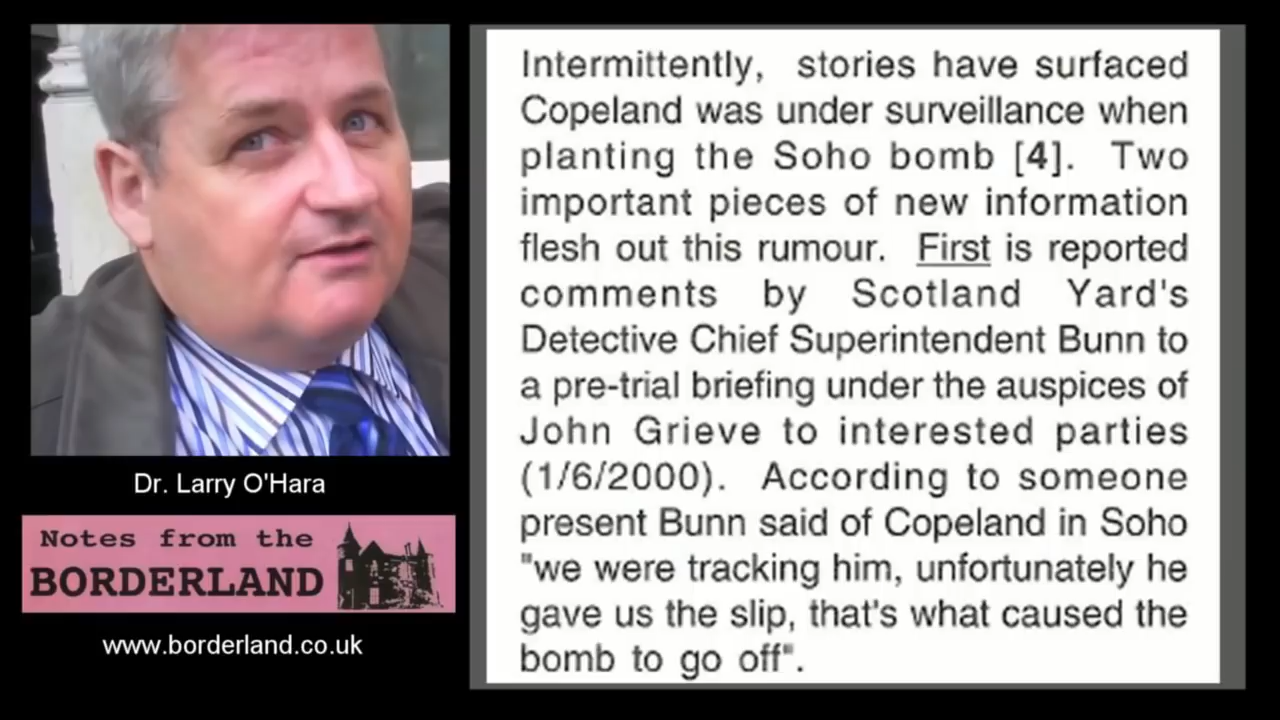 Dr. Larry O'Hara
Notes from the
BORDERLAND
www.borderland.co.uk
Intermittently, stories have surfaced
Copeland was under surveillance when
planting the Soho bomb [4]. Two
important pieces of new information
flesh out this rumour. First is reported
comments by Scotland Yard's
Detective Chief Superintendent Bunn to
a pre-trial briefing under the auspices of
John Grieve to interested parties
(1/6/2000). According to someone
present Bunn said of Copeland in Soho
"we were tracking him, unfortunately he
gave us the slip, that's what caused the
bomb to go off".